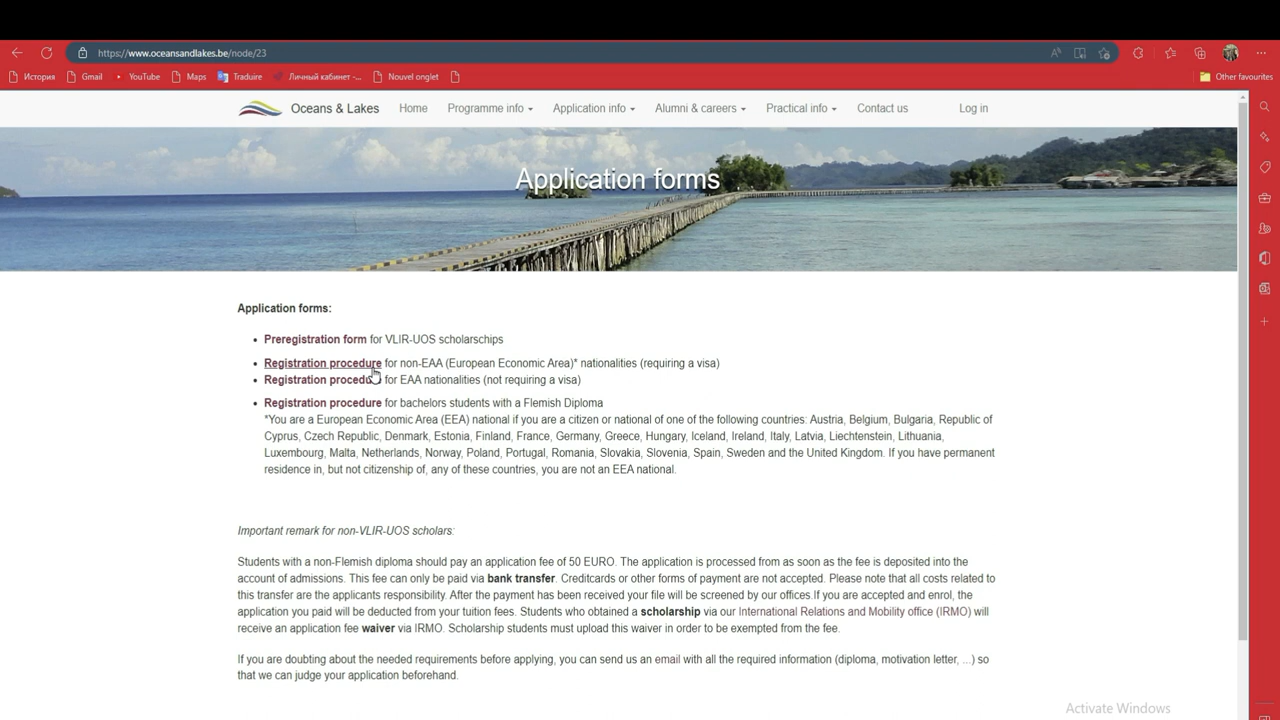 https://www.oceansandlakes.be/node/23
История Gmail YouTube Maps Traduire Личный кабинет -... Nouvel onglet Other favourites
Oceans & Lakes Home Programme info Application info Alumni & careers Practical info Contact us Log in
Application forms
Application forms:
• Preregistration form for VLIR-UOS scholarships
• Registration procedure for non-EAA (European Economic Area)* nationalities (requiring a visa)
• Registration procedure for EAA nationalities (not requiring a visa)
• Registration procedure for bachelors students with a Flemish Diploma
*You are a European Economic Area (EEA) national if you are a citizen or national of one of the following countries: Austria, Belgium, Bulgaria, Republic of
Cyprus, Czech Republic, Denmark, Estonia, Finland, France, Germany, Greece, Hungary, Iceland, Ireland, Italy, Latvia, Liechtenstein, Lithuania,
Luxembourg, Malta, Netherlands, Norway, Poland, Portugal, Romania, Slovakia, Slovenia, Spain, Sweden and the United Kingdom. If you have permanent
residence in, but not citizenship of, any of these countries, you are not an EEA national.
Important remark for non-VLIR-UOS scholars:
Students with a non-Flemish diploma should pay an application fee of 50 EURO. The application is processed from as soon as the fee is deposited into the
account of admissions. This fee can only be paid via bank transfer. Creditcards or other forms of payment are not accepted. Please note that all costs related to
this transfer are the applicants responsibility. After the payment has been received your file will be screened by our offices.If you are accepted and enrol, the
application you paid will be deducted from your tuition fees. Students who obtained a scholarship via our International Relations and Mobility office (IRMO) will
receive an application fee waiver via IRMO. Scholarship students must upload this waiver in order to be exempted from the fee.
If you are doubting about the needed requirements before applying, you can send us an email with all the required information (diploma, motivation letter, ...) so
that we can judge your application beforehand.
Activate Windows